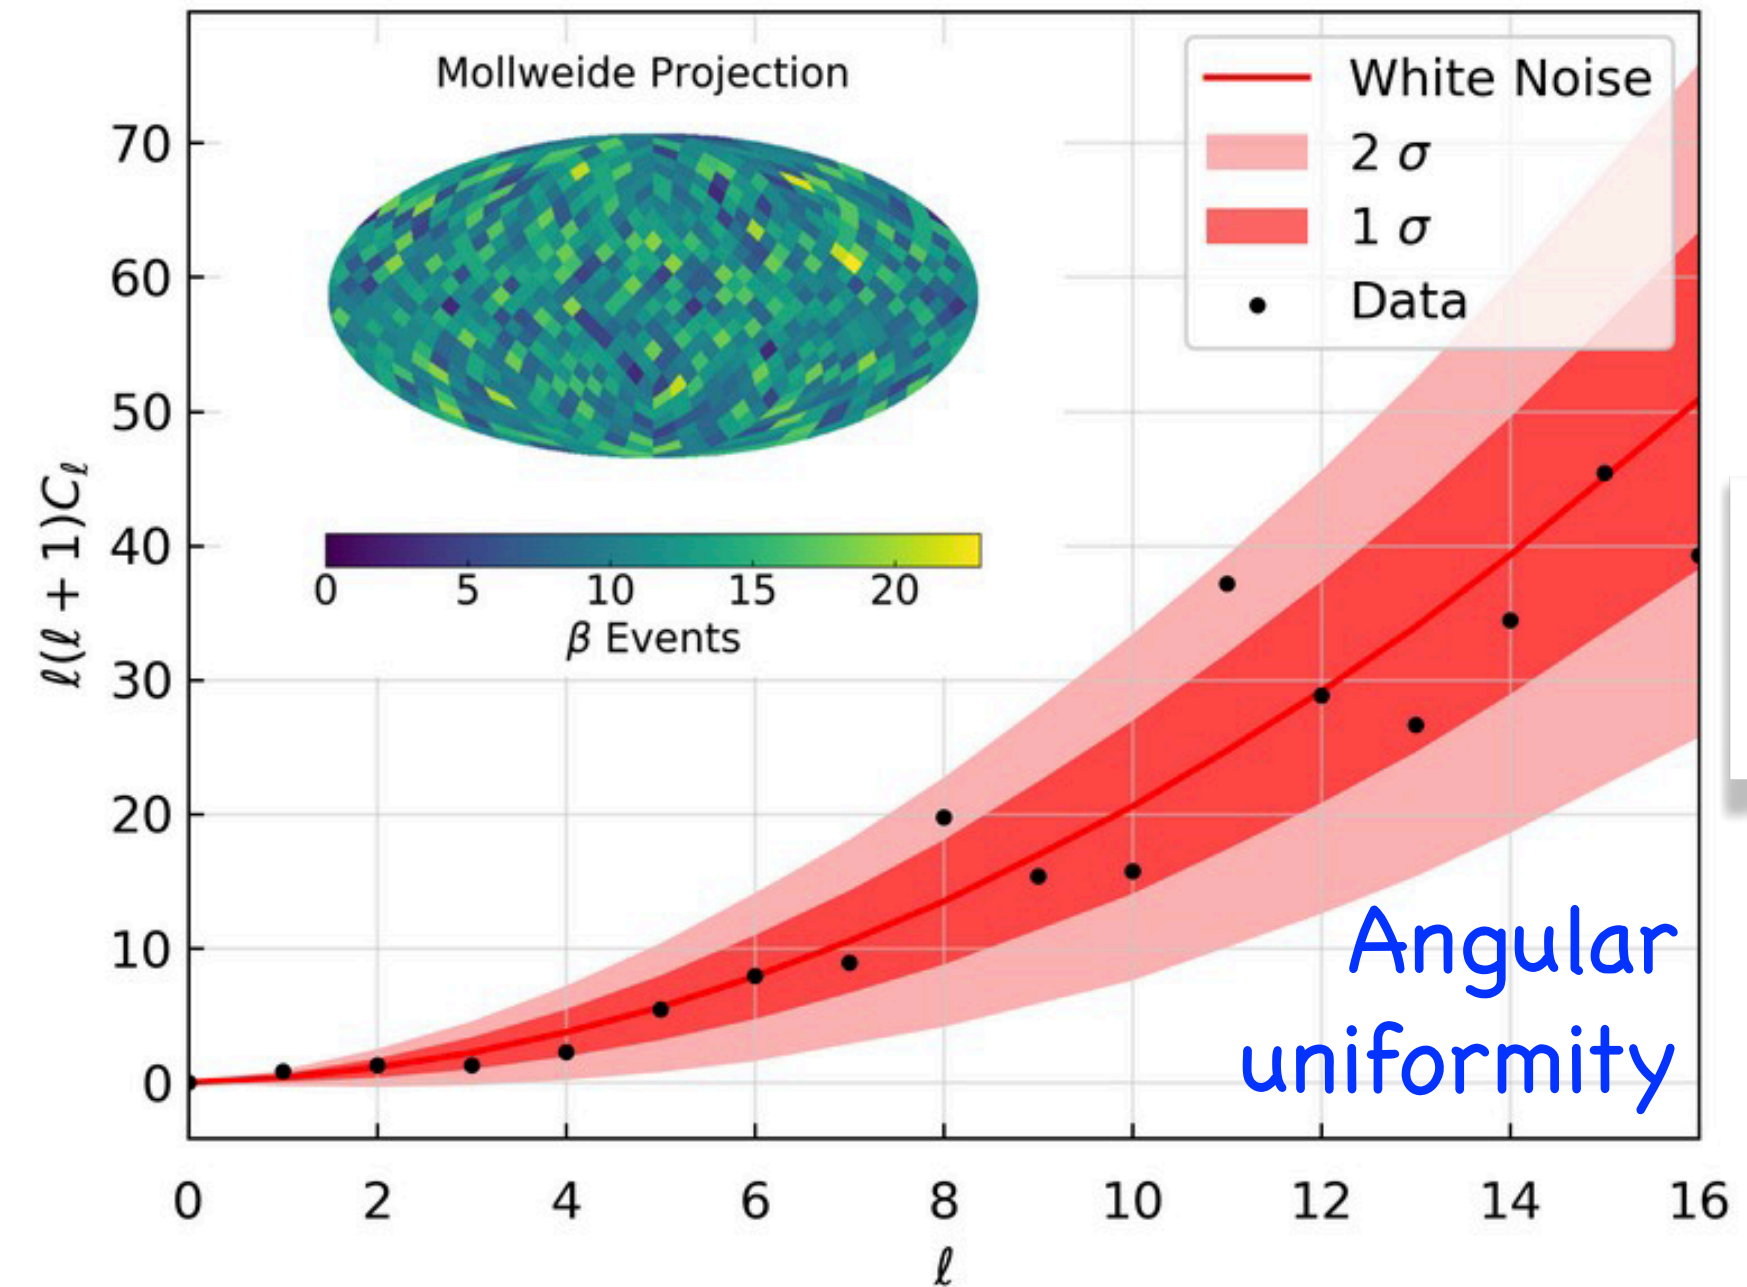 Mollweide Projection
0 5 10 15 20
β Events
White Noise
2 σ
1 σ
Data
70
60
50
40
30
20
10
0
ℓ(ℓ + 1)Cℓ
Angular
uniformity
0 2 4 6 8 10 12 14 16
ℓ